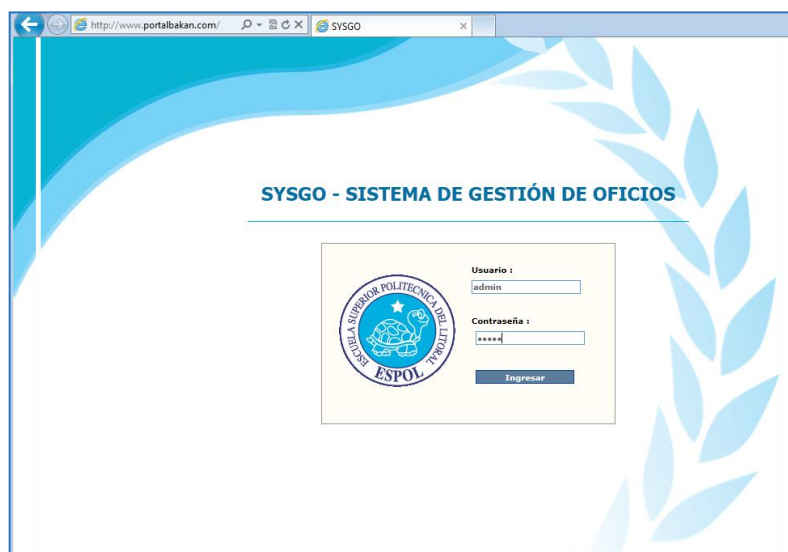 http://www.portalbakan.com/
SYSGO
SYSGO - SISTEMA DE GESTIÓN DE OFICIOS
ESCUELA SUPERIOR POLITECNICA DEL LITORAL
ESPOL
Usuario :
admin
Contraseña :
•••••
Ingresar